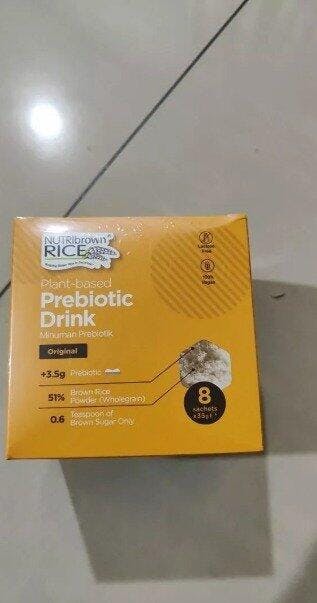 NUTRIbrown®
RICE
Lactose
Free
100%
Vegan
Plant-based
Prebiotic
Drink
Minuman Prebiotik
Original
+3.5g Prebiotic
51% Brown Rice
Powder (Wholegrain)
0.6 Teaspoon of
Brown Sugar Only
8
sachets